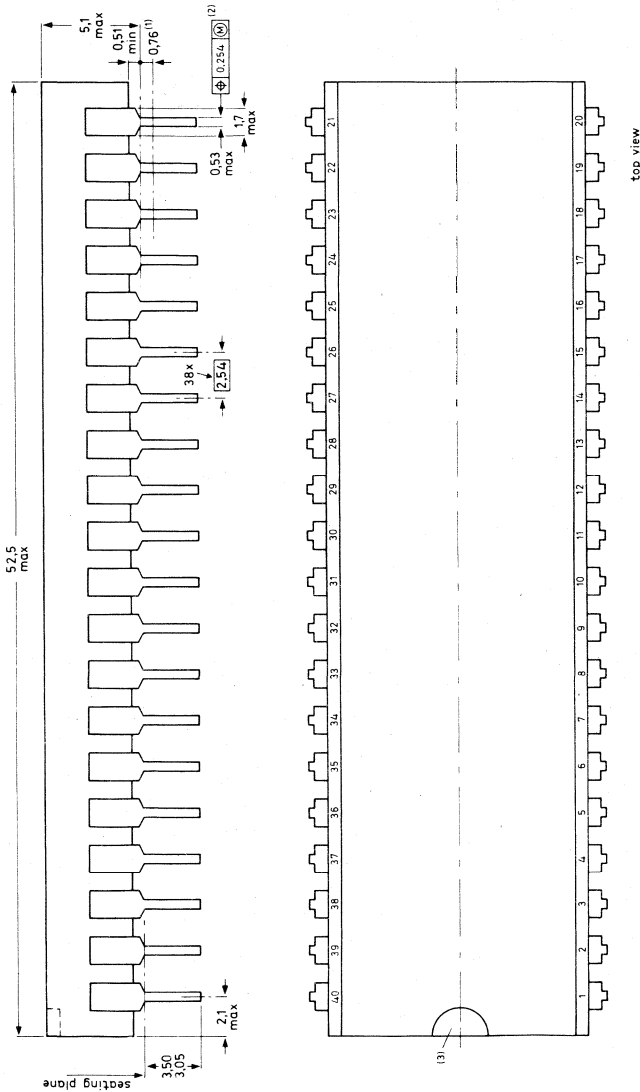 52,5
max
5,1
max
0,51
min
0,76 (1)
⌖ 0,254 Ⓜ (2)
1,7
max
0,53
max
38x
2,54
2,1
max
3,50
3,05
seating plane
40 39 38 37 36 35 34 33 32 31 30 29 28 27 26 25 24 23 22 21
1 2 3 4 5 6 7 8 9 10 11 12 13 14 15 16 17 18 19 20
(3)
top view